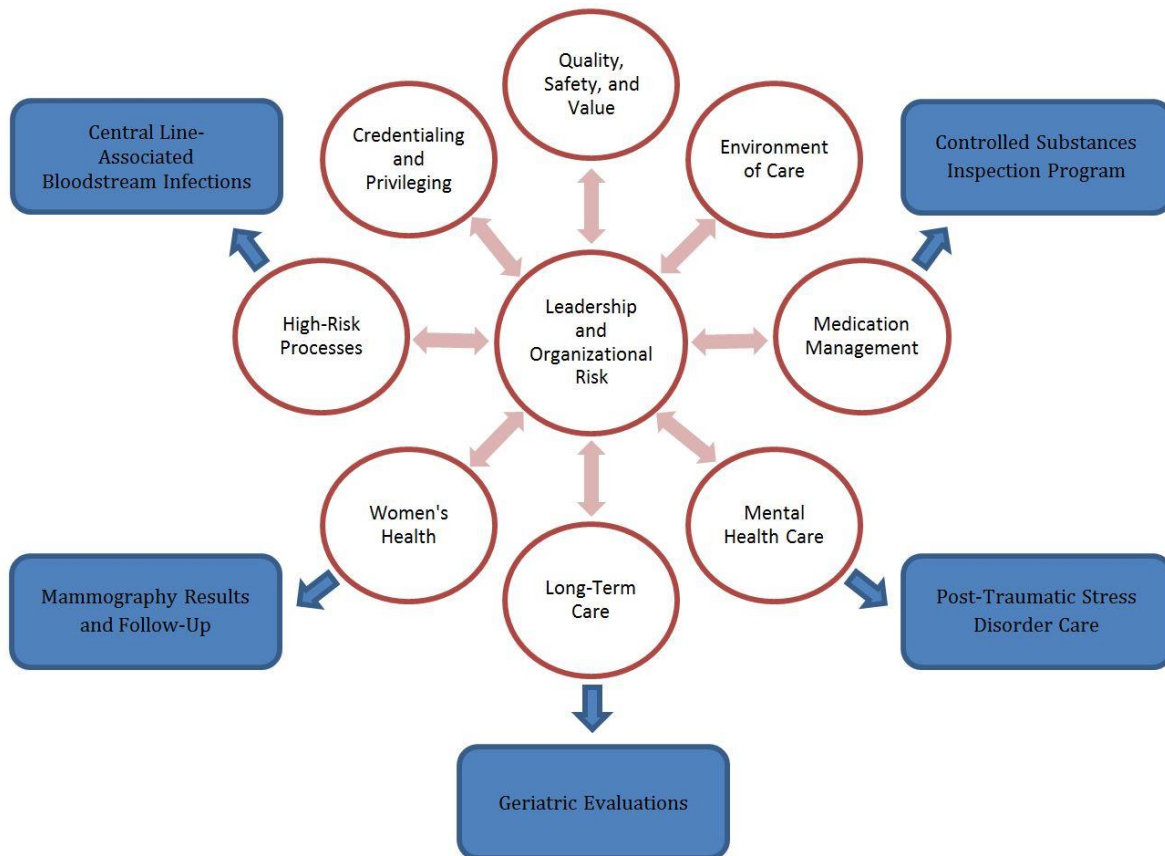 Quality,
Safety, and
Value
Central Line-
Associated
Bloodstream Infections
Credentialing
and
Privileging
Environment
of Care
Controlled Substances
Inspection Program
High-Risk
Processes
Leadership
and
Organizational
Risk
Medication
Management
Women's
Health
Mental
Health Care
Long-Term
Care
Mammography Results
and Follow-Up
Post-Traumatic Stress
Disorder Care
Geriatric Evaluations